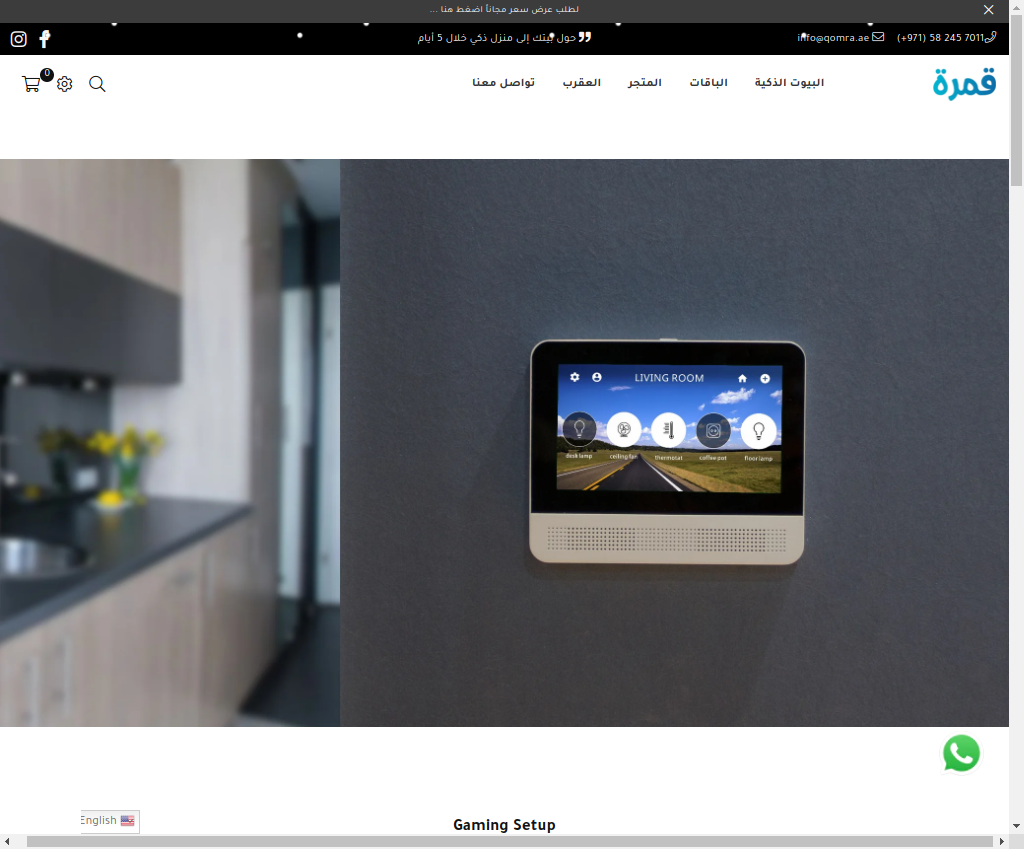 لطلب عرض سعر مجاناً اضغط هنا ...
(+971) 58 245 7011
info@qomra.ae
حول بيتك إلى منزل ذكي خلال 5 أيام
قمرة
البيوت الذكية
الباقات
المتجر
العقرب
تواصل معنا
0
LIVING ROOM
desk lamp
ceiling fan
thermostat
coffee pot
floor lamp
English
Gaming Setup